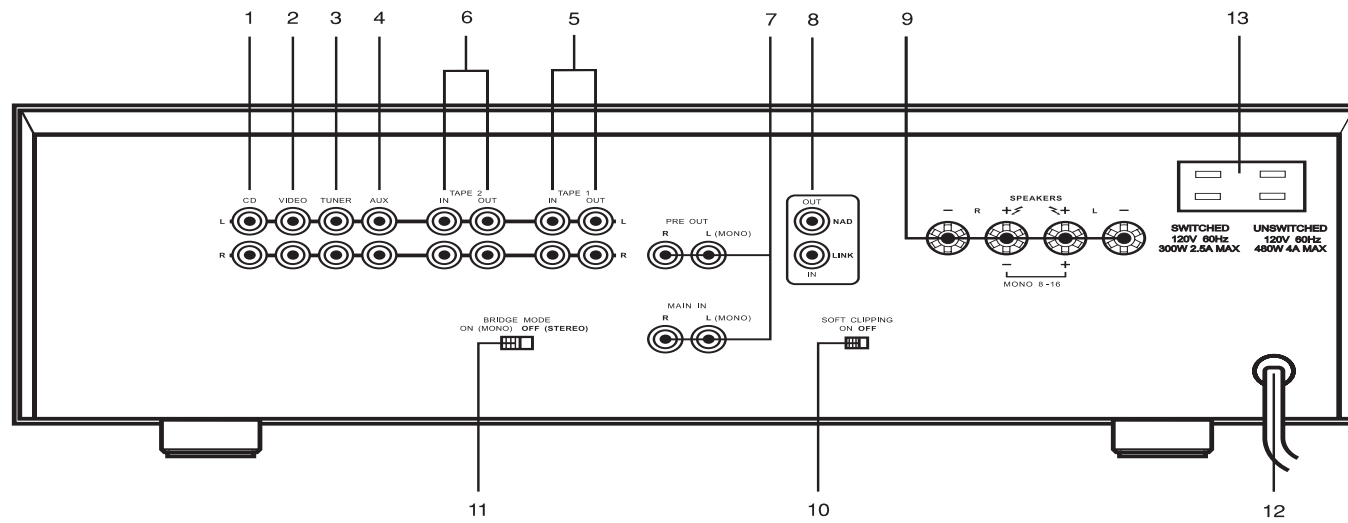 1 2 3 4 6 5 7 8 9 13
TAPE 2 TAPE 1
CD VIDEO TUNER AUX IN OUT IN OUT
L L
R R
PRE OUT
R L (MONO)
MAIN IN
R L (MONO)
OUT
NAD
LINK
IN
SPEAKERS
– R + + L –
– +
MONO 8 -16
SWITCHED
120V 60Hz
300W 2.5A MAX
UNSWITCHED
120V 60Hz
480W 4A MAX
BRIDGE MODE
ON (MONO) OFF (STEREO)
SOFT CLIPPING
ON OFF
11 10 12